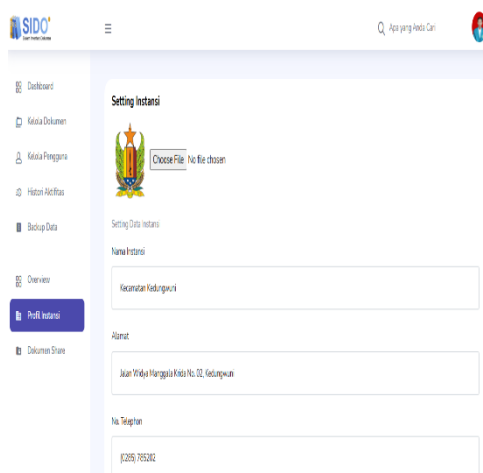 SIDO'
Apa yang Anda Cari
Dashboard
Kelola Dokumen
Kelola Pengguna
Histori Aktifitas
Backup Data
Overview
Profil Instansi
Dokumen Share
Setting Instansi
Choose File No file chosen
Setting Data Instansi
Nama Instansi
Kecamatan Kedungwuni
Alamat
Jalan Widya Manggala Krida No. 02, Kedungwuni
No. Telephon
(0285) 785202